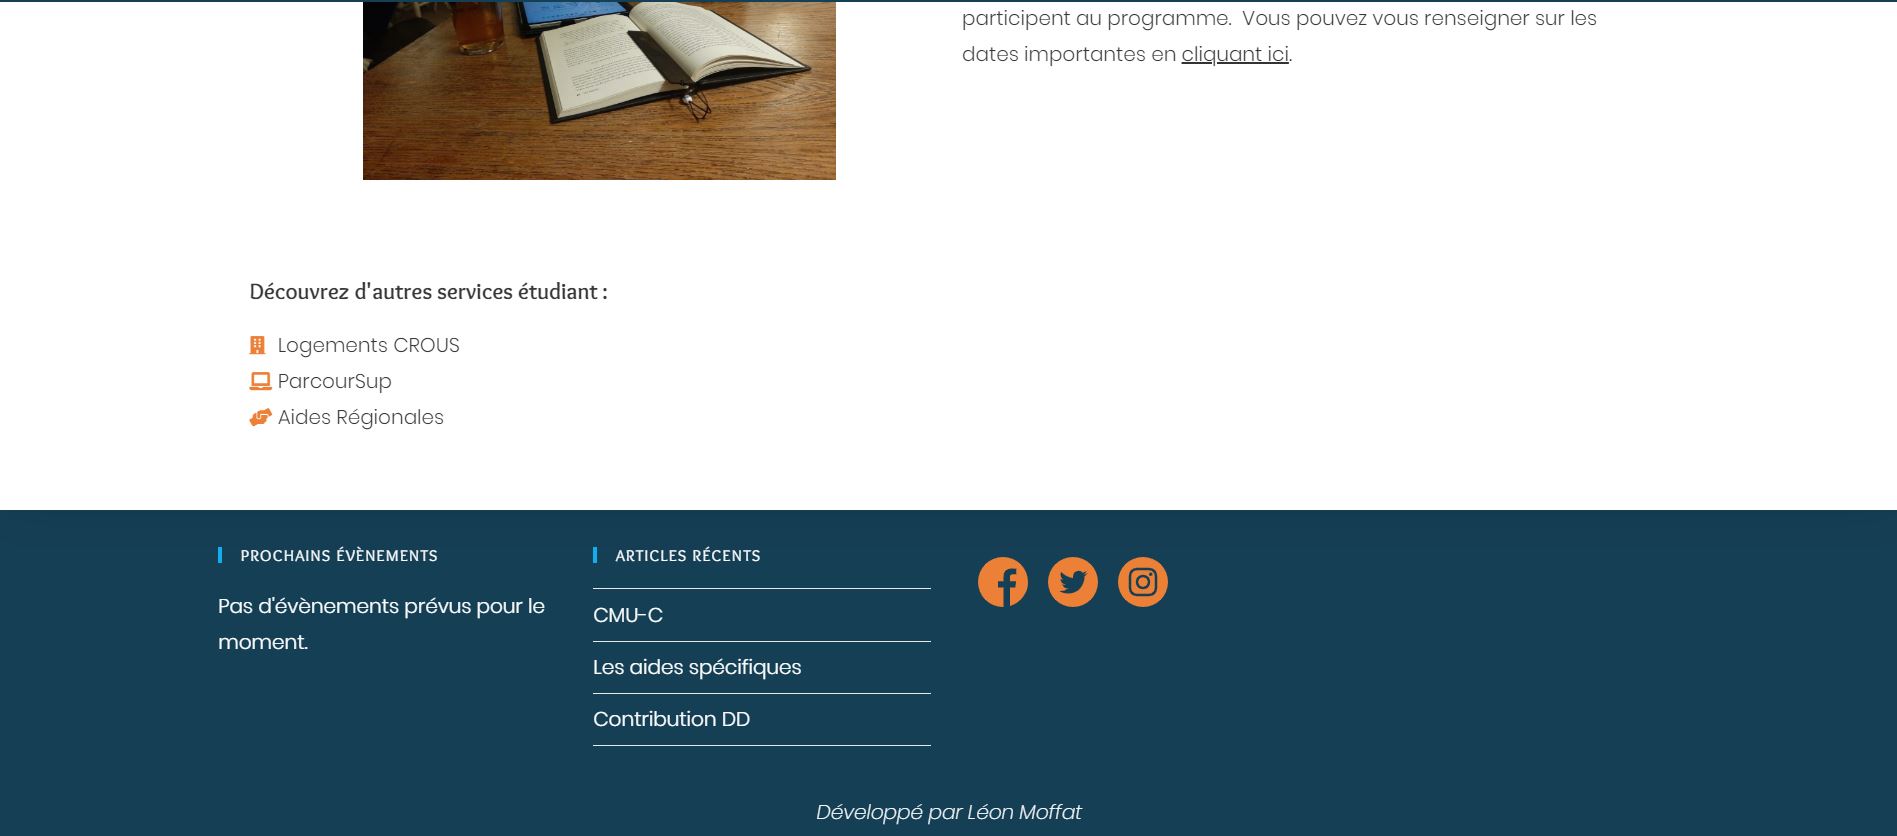 participent au programme.  Vous pouvez vous renseigner sur les
dates importantes en cliquant ici.
Découvrez d'autres services étudiant :
Logements CROUS
ParcourSup
Aides Régionales
PROCHAINS ÉVÈNEMENTS
Pas d'évènements prévus pour le
moment.
ARTICLES RÉCENTS
CMU-C
Les aides spécifiques
Contribution DD
Développé par Léon Moffat